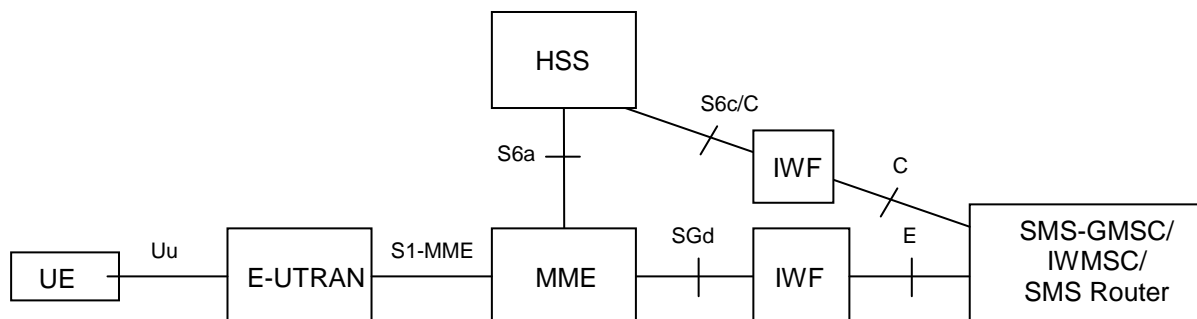 HSS
S6c/C
S6a
IWF
C
Uu
S1-MME
SGd
E
UE
E-UTRAN
MME
IWF
SMS-GMSC/
IWMSC/
SMS Router